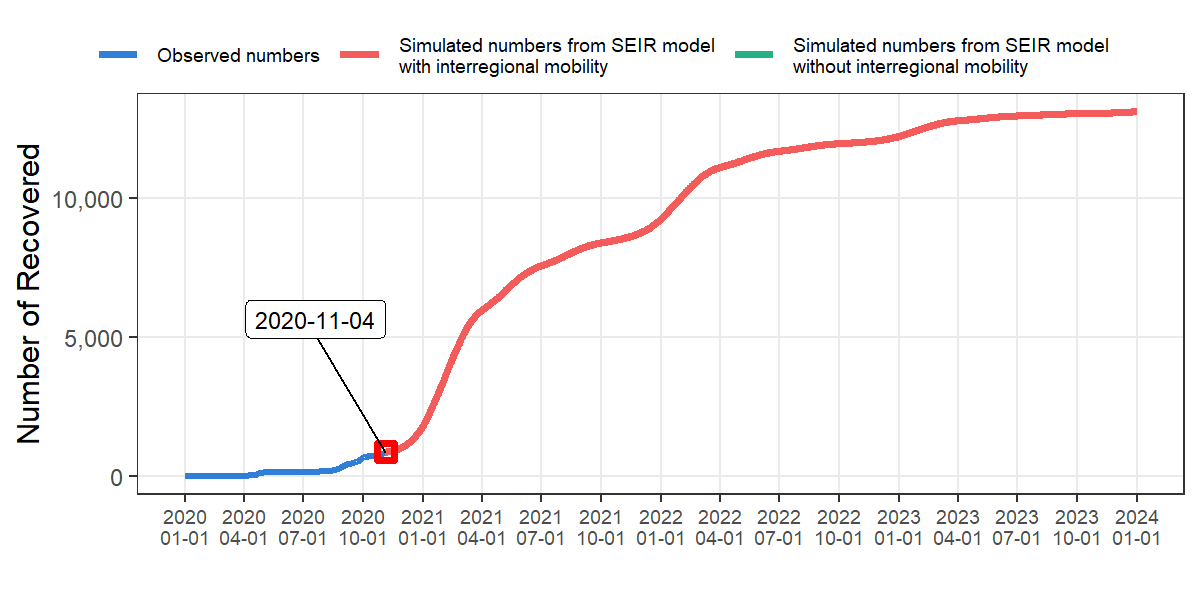 Observed numbers
Simulated numbers from SEIR model
with interregional mobility
Simulated numbers from SEIR model
without interregional mobility
Number of Recovered
10,000
5,000
0
2020-11-04
2020 2020 2020 2020 2021 2021 2021 2021 2022 2022 2022 2022 2023 2023 2023 2023 2024
01-01 04-01 07-01 10-01 01-01 04-01 07-01 10-01 01-01 04-01 07-01 10-01 01-01 04-01 07-01 10-01 01-01